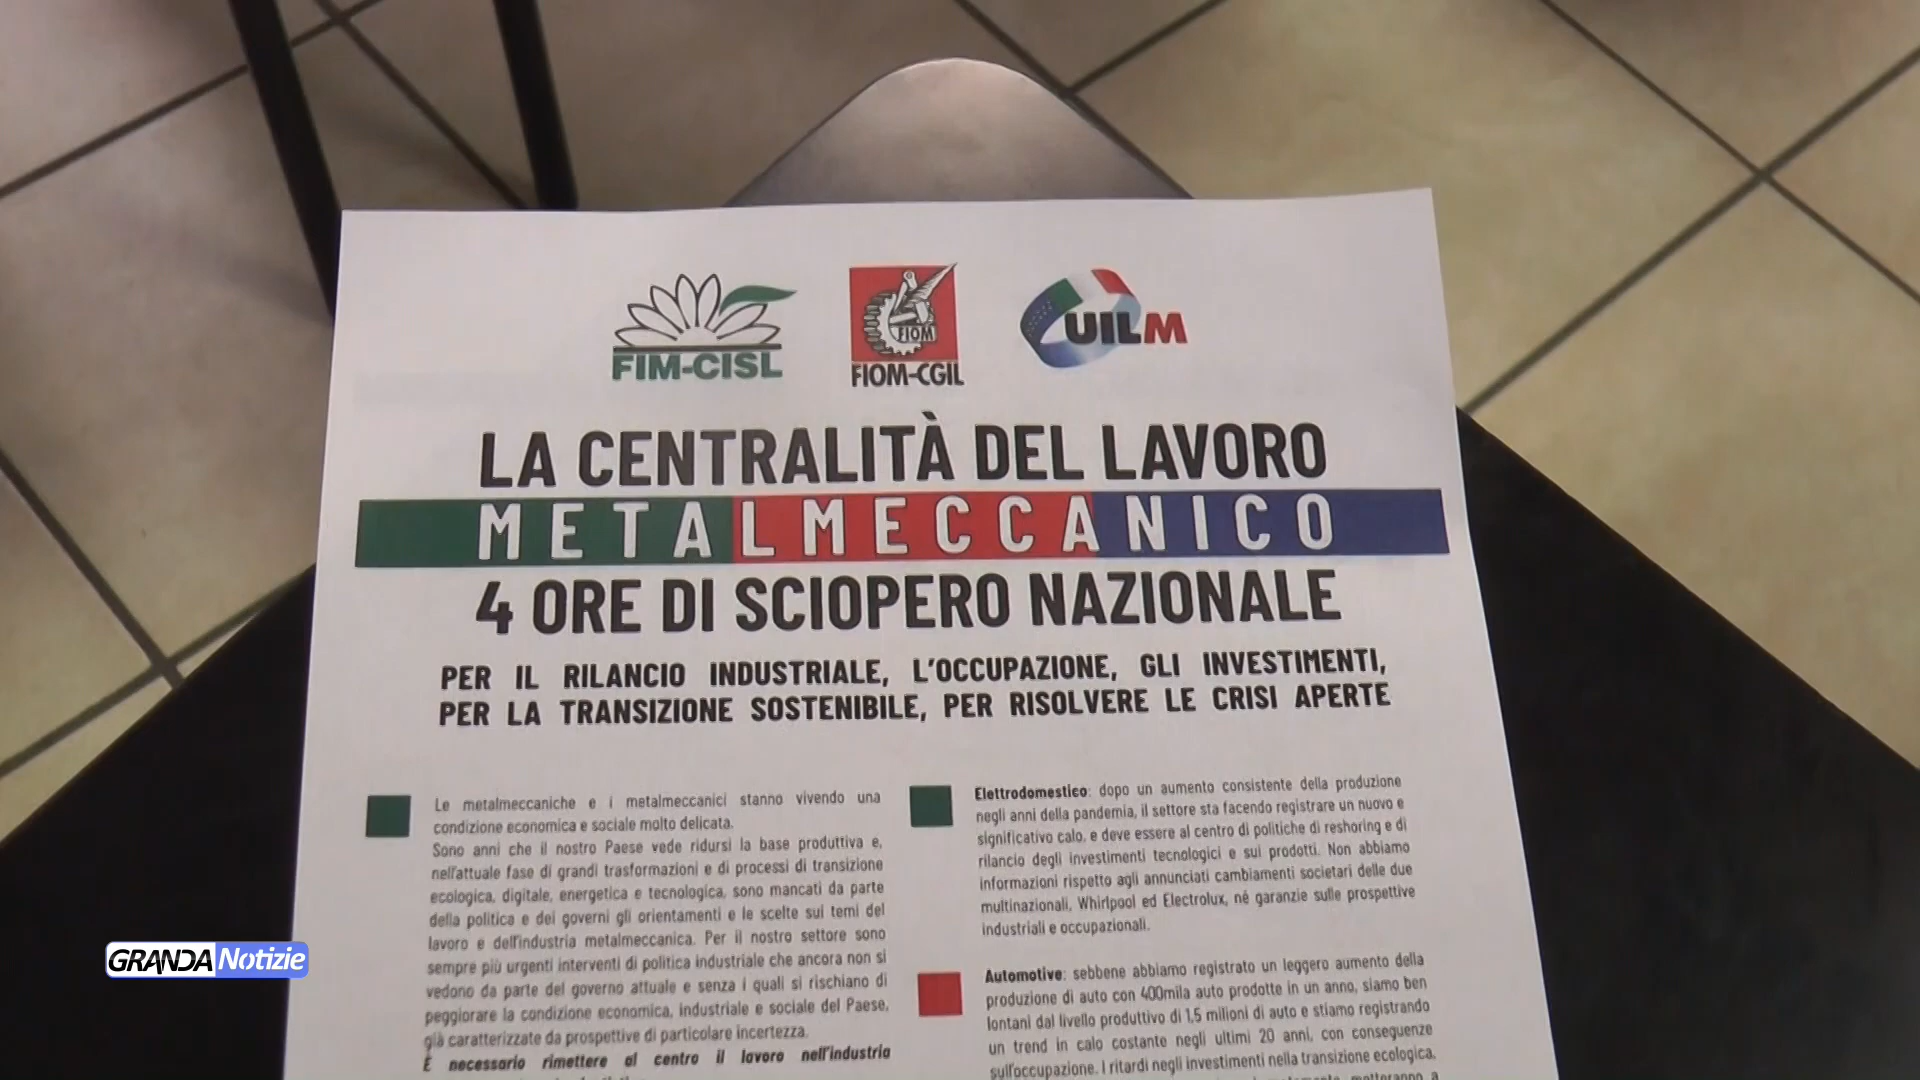 FIM-CISL
FIOM
FIOM-CGIL
UILM
LA CENTRALITÀ DEL LAVORO
METALMECCANICO
4 ORE DI SCIOPERO NAZIONALE
PER IL RILANCIO INDUSTRIALE, L'OCCUPAZIONE, GLI INVESTIMENTI,
PER LA TRANSIZIONE SOSTENIBILE, PER RISOLVERE LE CRISI APERTE
Le metalmeccaniche e i metalmeccanici stanno vivendo una
condizione economica e sociale molto delicata.
Sono anni che il nostro Paese vede ridursi la base produttiva e,
nell'attuale fase di grandi trasformazioni e di processi di transizione
ecologica, digitale, energetica e tecnologica, sono mancati da parte
della politica e dei governi gli orientamenti e le scelte sui temi del
lavoro e dell'industria metalmeccanica. Per il nostro settore sono
sempre più urgenti interventi di politica industriale che ancora non si
vedono da parte del governo attuale e senza i quali si rischiano di
peggiorare la condizione economica, industriale e sociale del Paese,
già caratterizzate da prospettive di particolare incertezza.
È necessario rimettere al centro il lavoro nell'industria
Elettrodomestico: dopo un aumento consistente della produzione
negli anni della pandemia, il settore sta facendo registrare un nuovo e
significativo calo, e deve essere al centro di politiche di reshoring e di
rilancio degli investimenti tecnologici e sui prodotti. Non abbiamo
informazioni rispetto agli annunciati cambiamenti societari delle due
multinazionali, Whirlpool ed Electrolux, né garanzie sulle prospettive
industriali e occupazionali.
Automotive: sebbene abbiamo registrato un leggero aumento della
produzione di auto con 400mila auto prodotte in un anno, siamo ben
lontani dal livello produttivo di 1,5 milioni di auto e stiamo registrando
un trend in calo costante negli ultimi 20 anni, con conseguenze
sull'occupazione. I ritardi negli investimenti nella transizione ecologica,
metteranno a
GRANDA Notizie